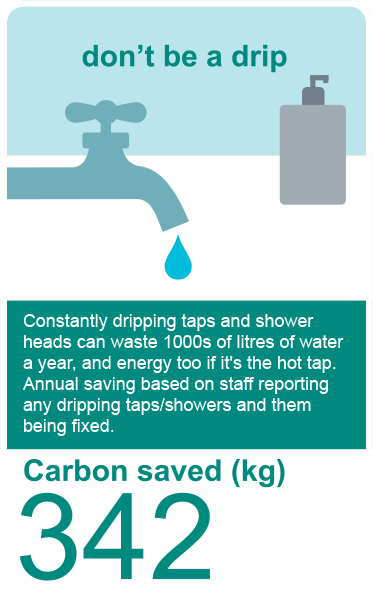 don’t be a drip
Constantly dripping taps and shower
heads can waste 1000s of litres of water
a year, and energy too if it's the hot tap.
Annual saving based on staff reporting
any dripping taps/showers and them
being fixed.
Carbon saved (kg)
342